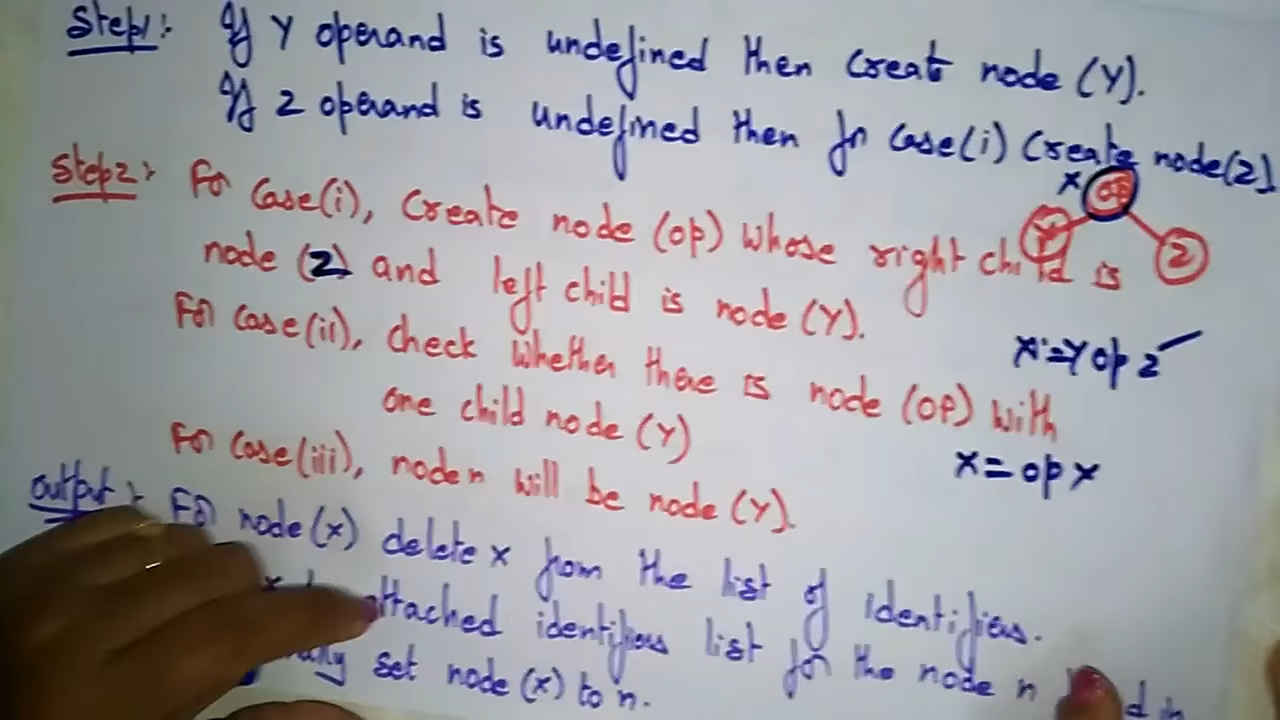 Step1: If Y operand is undefined then create node (Y).
If Z operand is undefined then for case(i) create node(z)
Step2: For case(i), create node (op) whose right child is
node (z) and left child is node (Y).
For case(ii), check whether there is node (op) with
one child node (Y)
For case(iii), node n will be node (Y).
x op
Y z
x:=Y op z
x=op x
output: For node(x) delete x from the list of identifiers.
attached identifiers list for the node n
set node (x) to n.